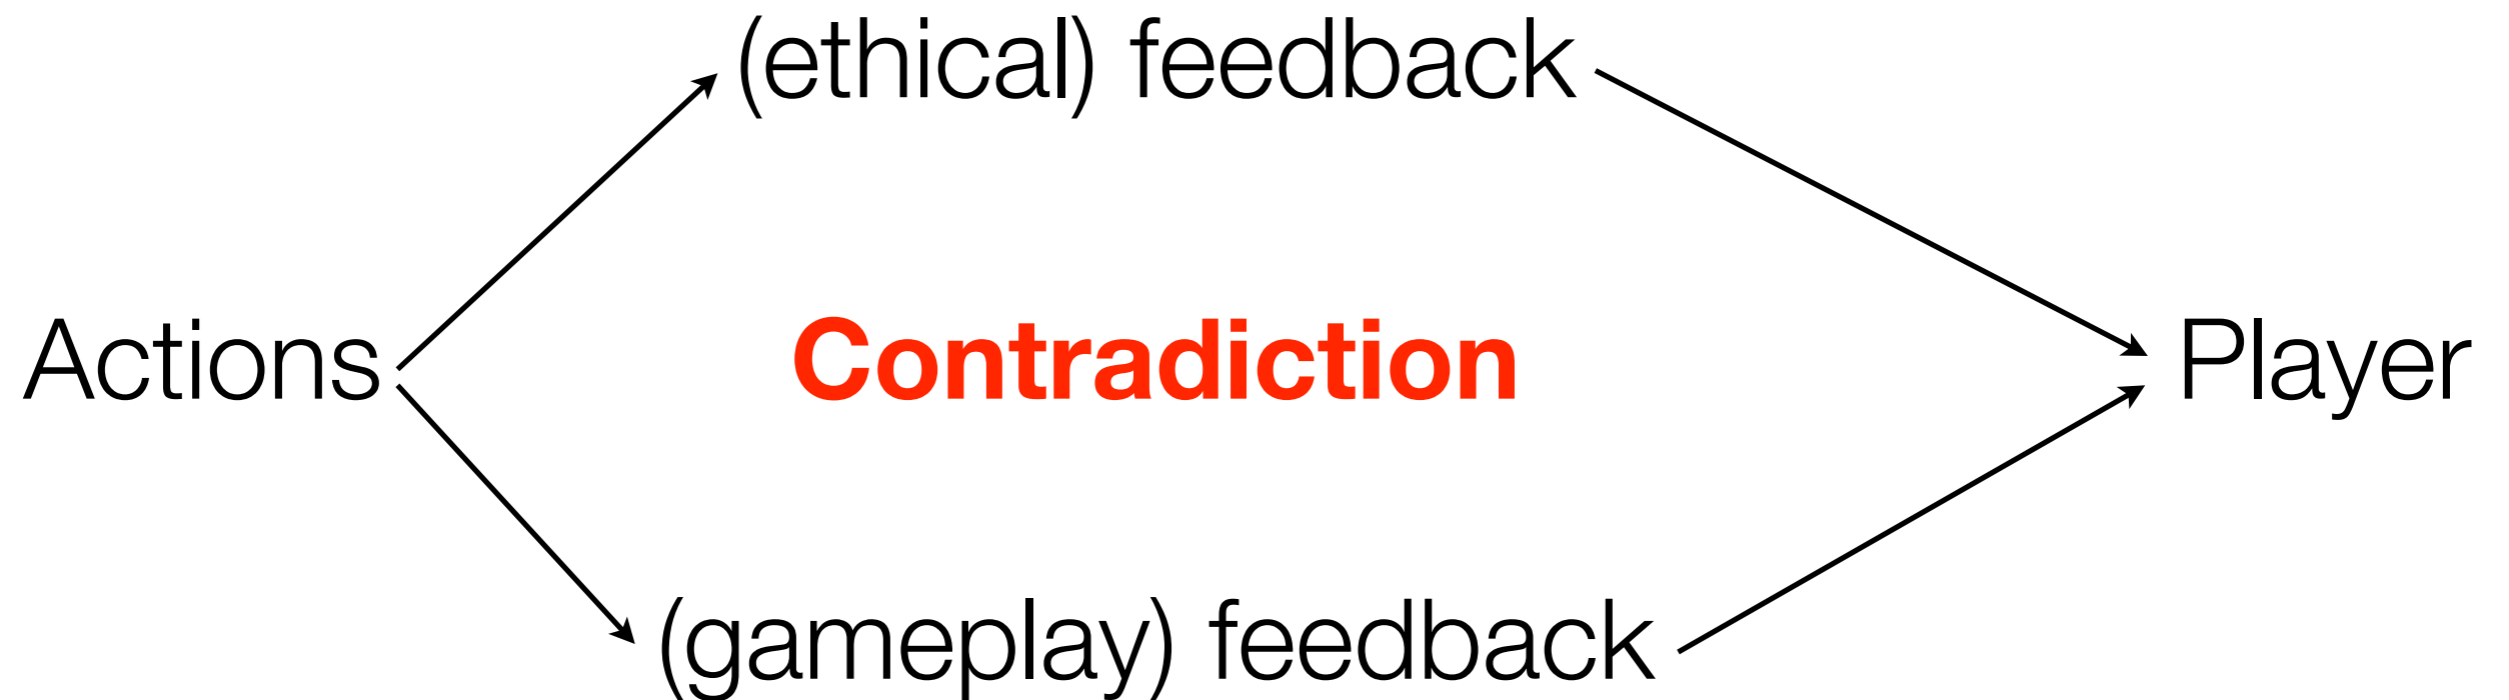 (ethical) feedback
Actions
Contradiction
Player
(gameplay) feedback